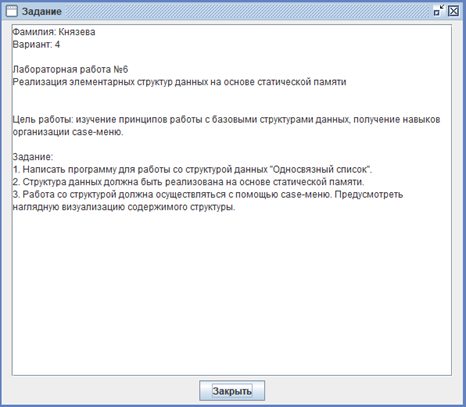 Задание
Фамилия: Князева
Вариант: 4
Лабораторная работа №6
Реализация элементарных структур данных на основе статической памяти
Цель работы: изучение принципов работы с базовыми структурами данных, получение навыков
организации case-меню.
Задание:
1. Написать программу для работы со структурой данных "Односвязный список".
2. Структура данных должна быть реализована на основе статической памяти.
3. Работа со структурой должна осуществляться с помощью case-меню. Предусмотреть
наглядную визуализацию содержимого структуры.
Закрыть